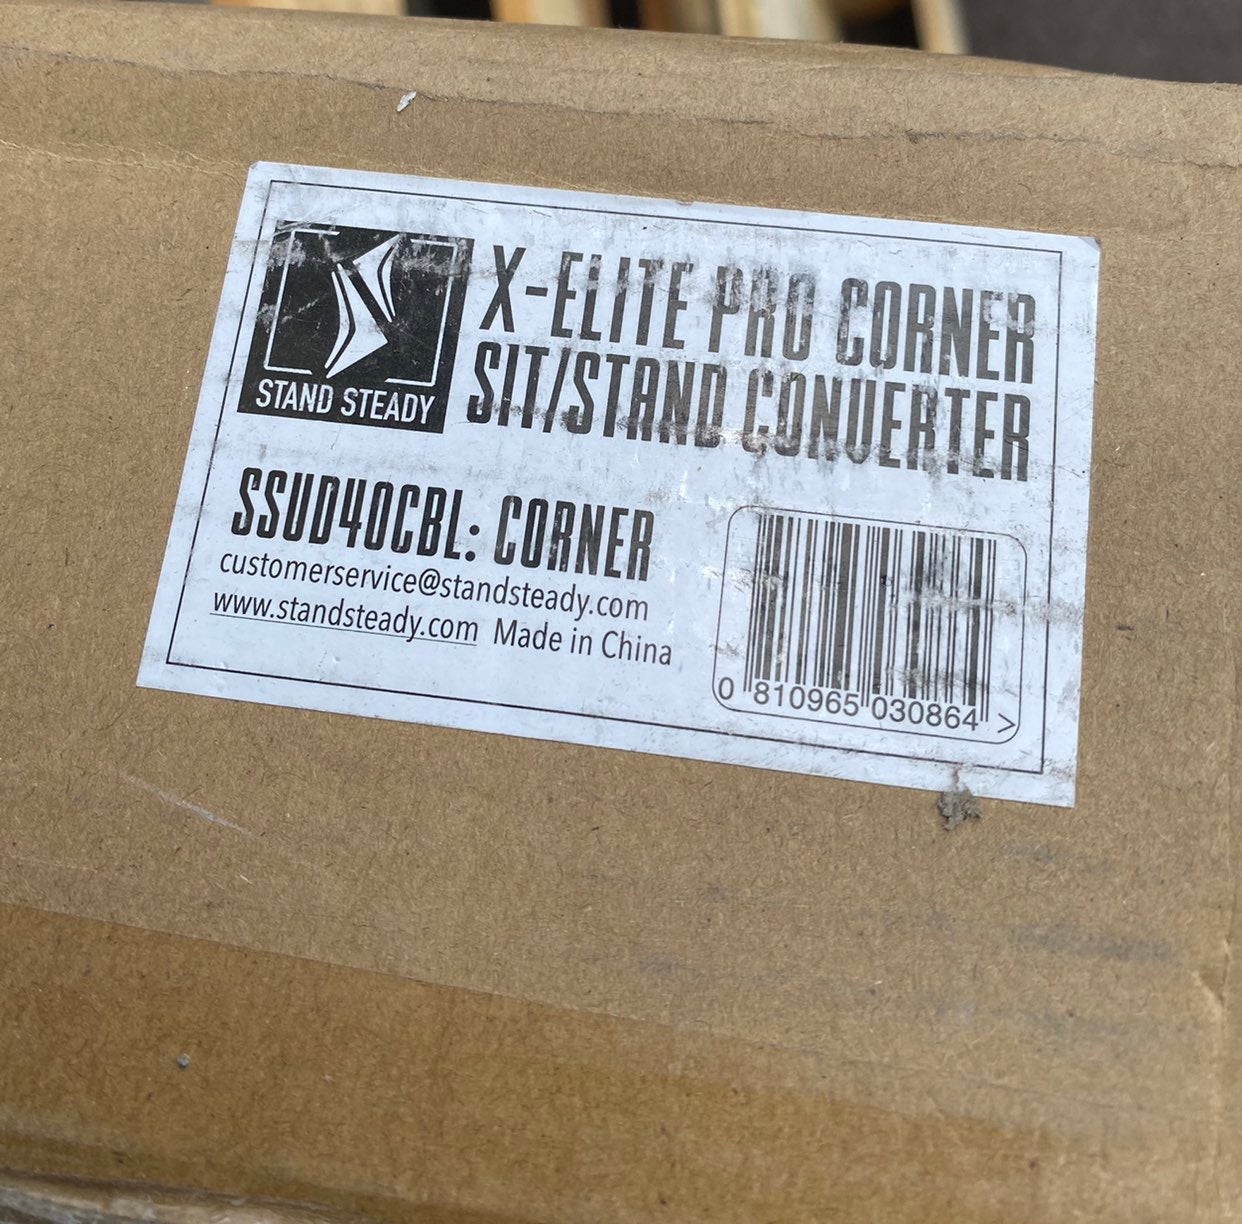 STAND STEADY
X-ELITE PRO CORNER
SIT/STAND CONVERTER
SSUD40CBL: CORNER
customerservice@standsteady.com
www.standsteady.com Made in China
0 810965 030864 >